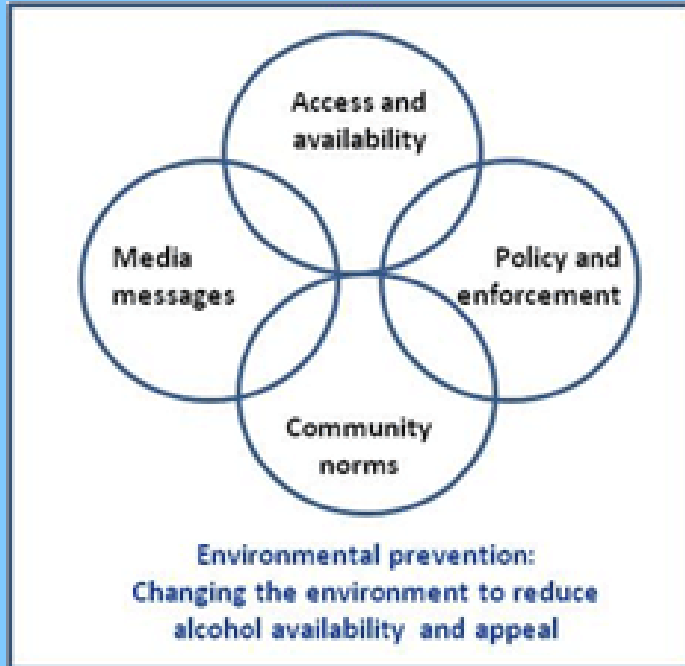 Access and
availability
Media
messages
Policy and
enforcement
Community
norms
Environmental prevention:
Changing the environment to reduce
alcohol availability and appeal